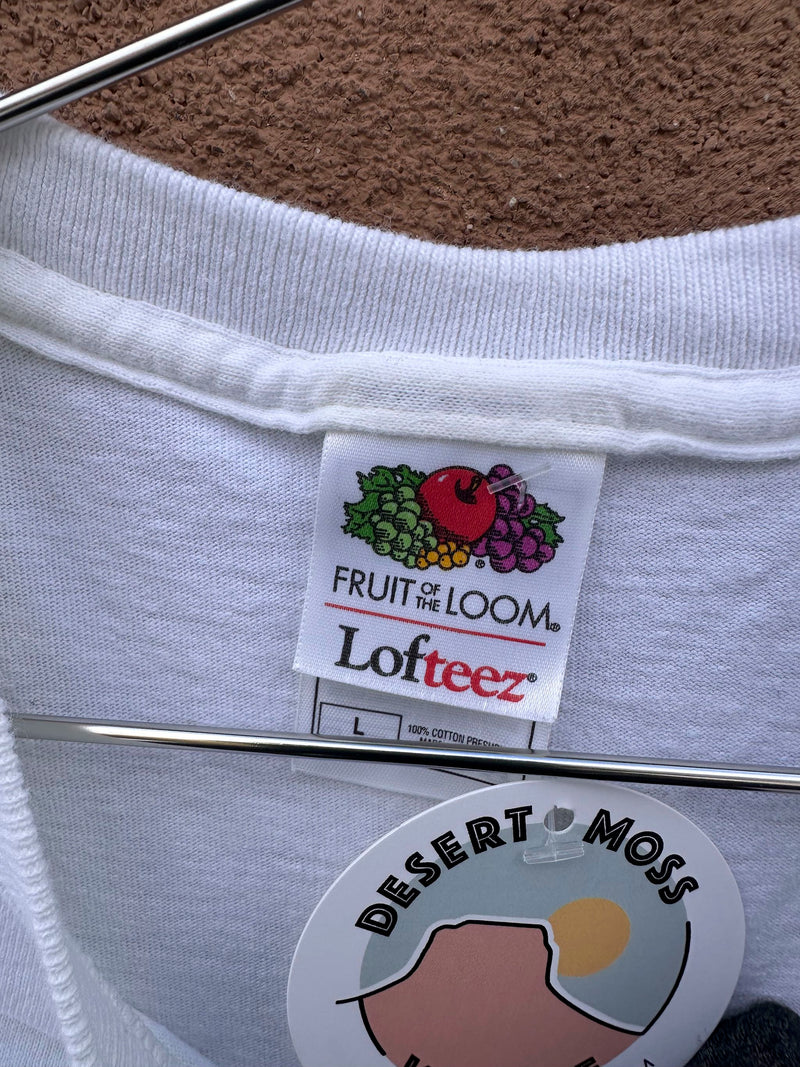 FRUIT OF THE LOOM®
Lofteez®
L
100% COTTON
DESERT MOSS